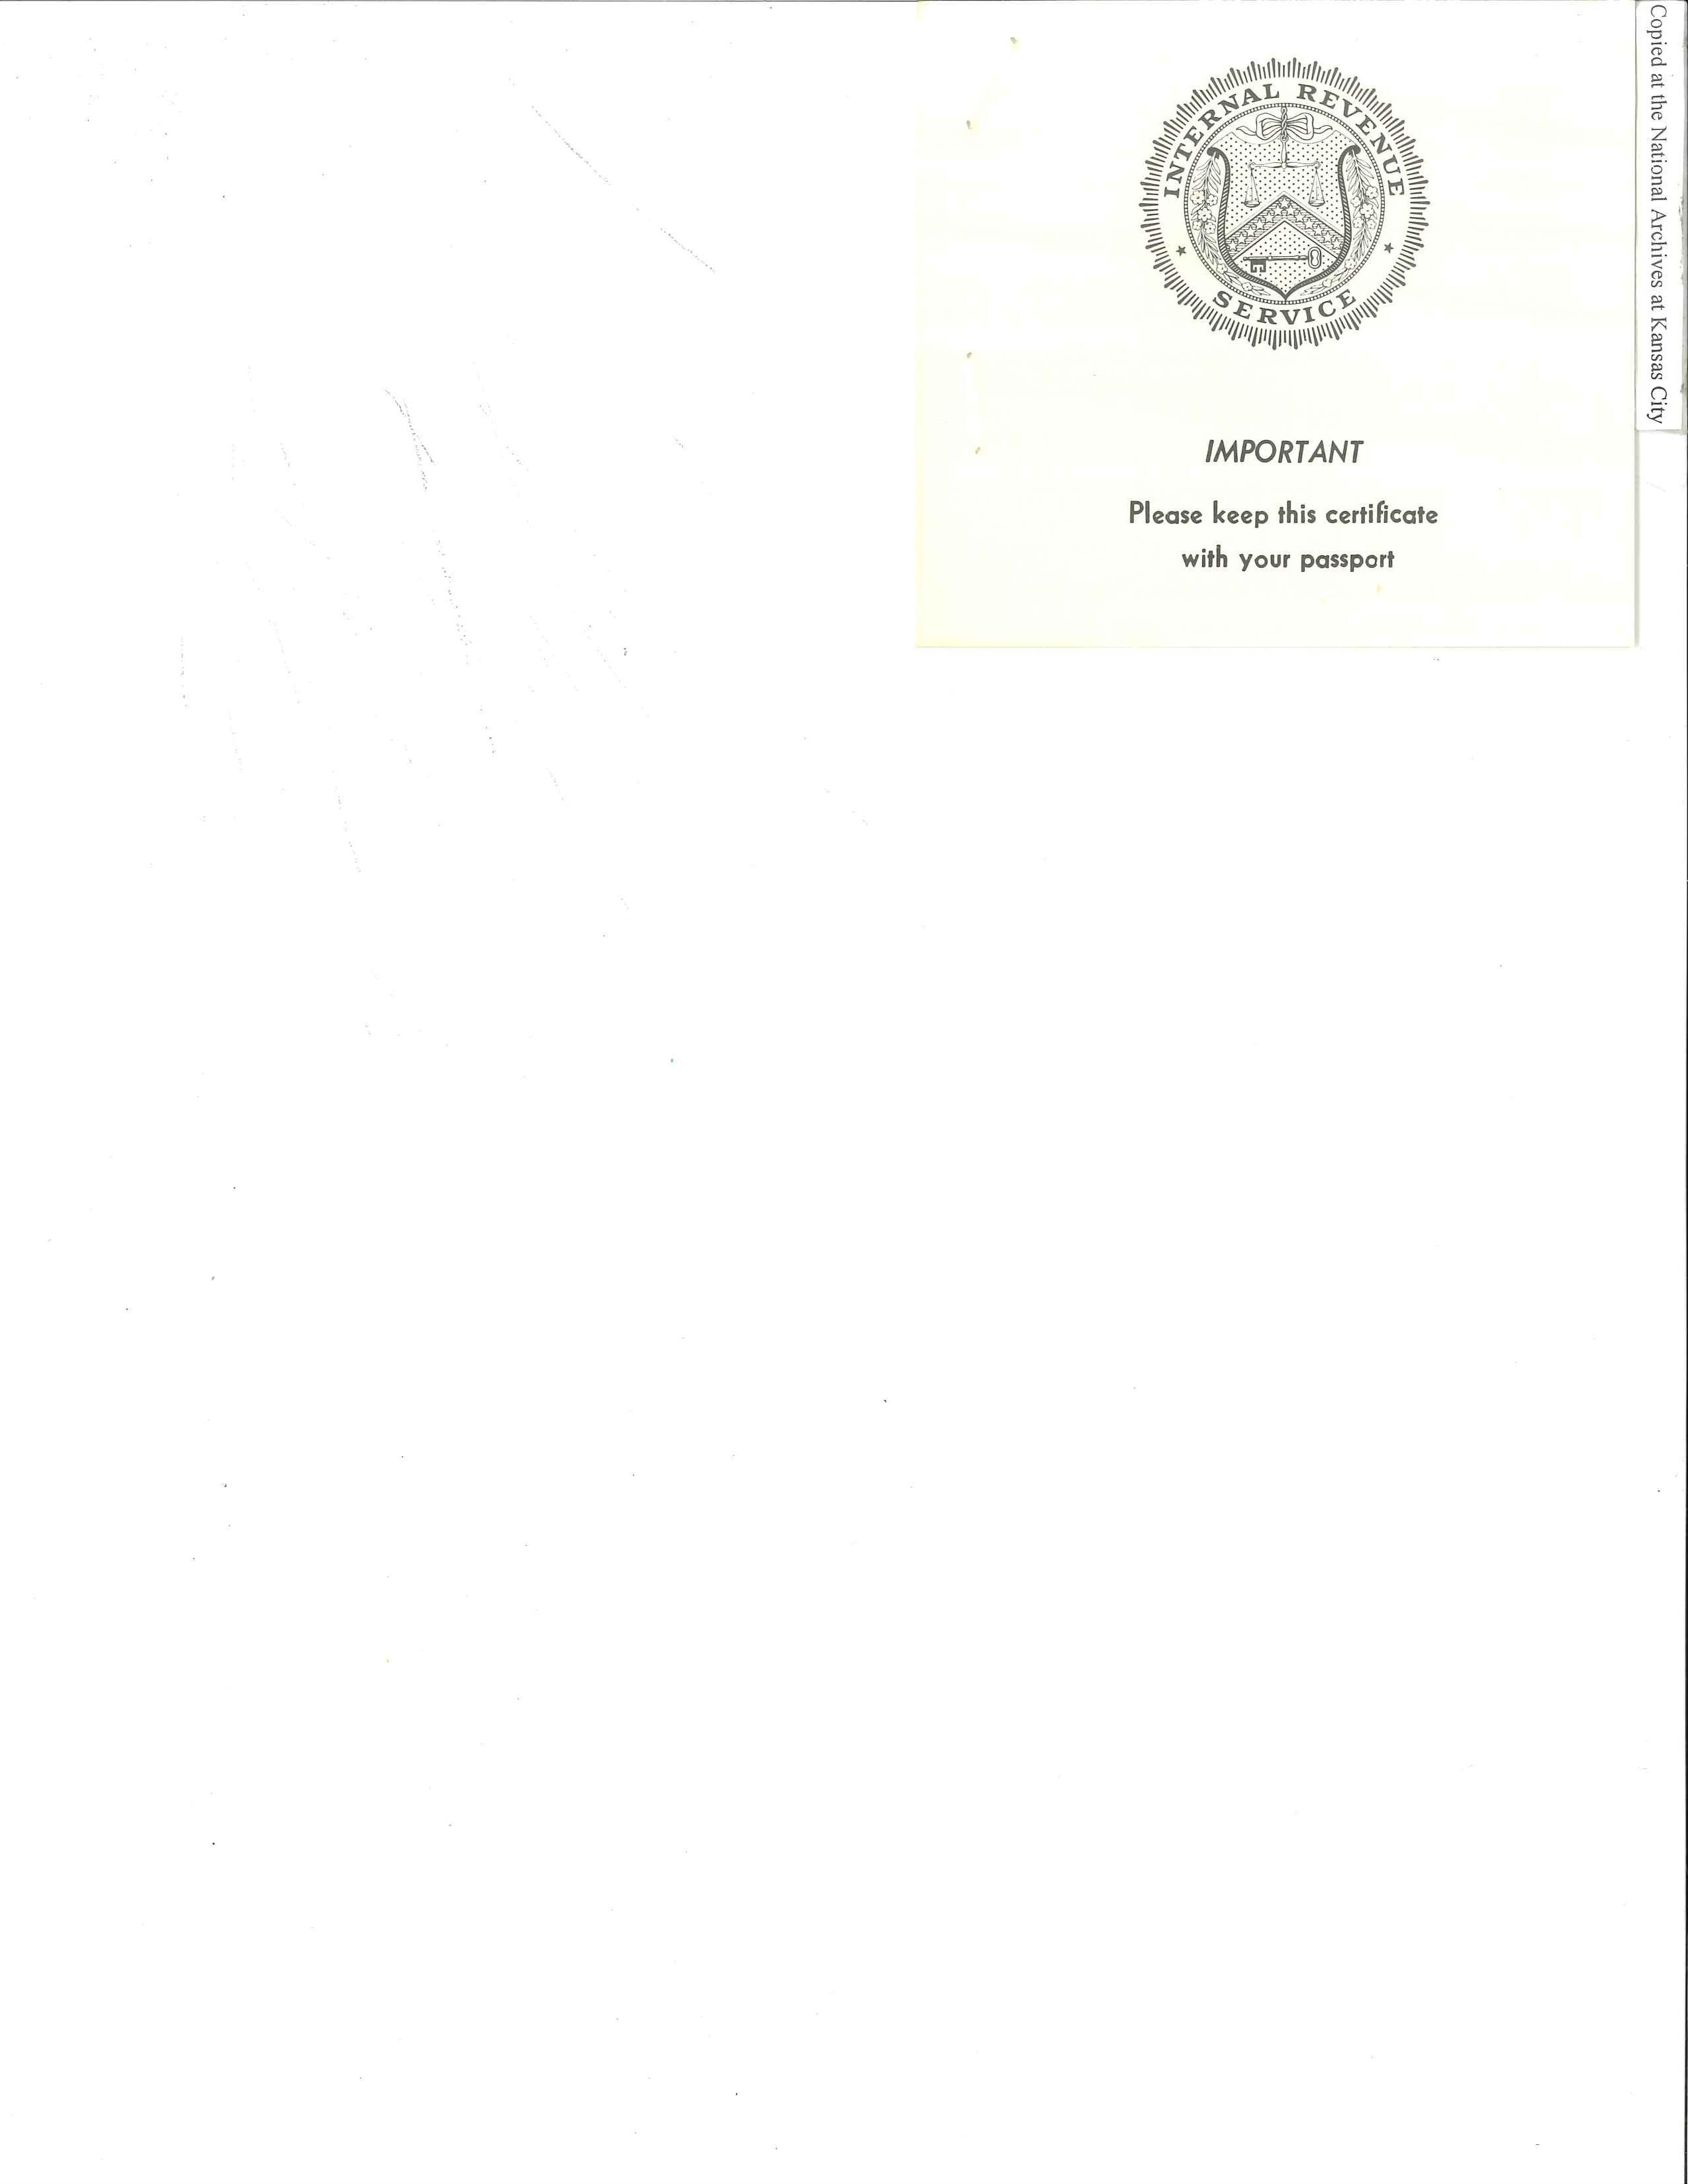 INTERNAL REVENUE
SERVICE
IMPORTANT
Please keep this certificate
with your passport
Copied at the National Archives at Kansas City